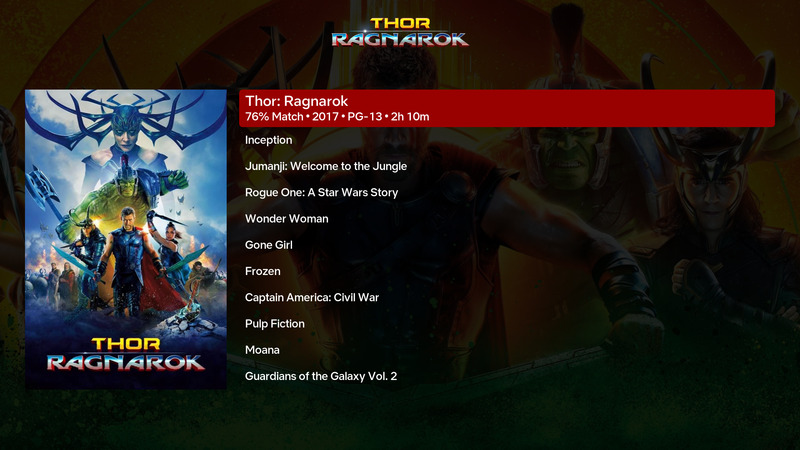 THOR
RAGNAROK
Thor: Ragnarok
76% Match • 2017 • PG-13 • 2h 10m
Inception
Jumanji: Welcome to the Jungle
Rogue One: A Star Wars Story
Wonder Woman
Gone Girl
Frozen
Captain America: Civil War
Pulp Fiction
Moana
Guardians of the Galaxy Vol. 2
THOR
RAGNAROK